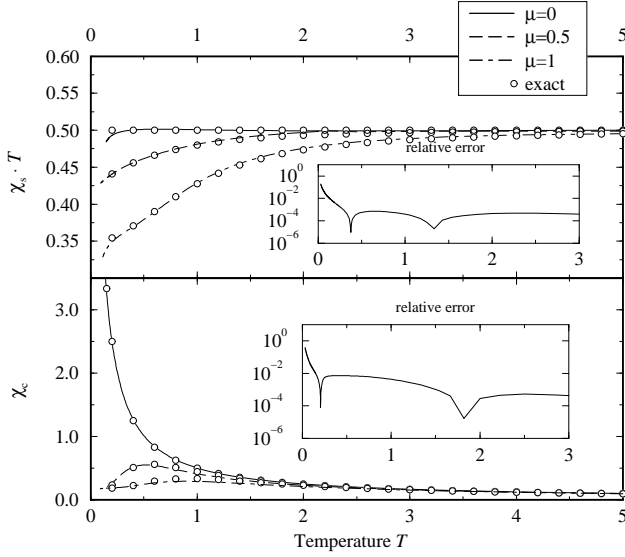 0 1 2 3 4 5
μ=0
μ=0.5
μ=1
exact
0.60
0.55
0.50
0.45
0.40
0.35
χs · T
relative error
10^0
10^−2
10^−4
10^−6
0 1 2 3
3.0
2.0
1.0
0.0
χc
relative error
10^0
10^−2
10^−4
10^−6
0 1 2 3
0 1 2 3 4 5
Temperature T